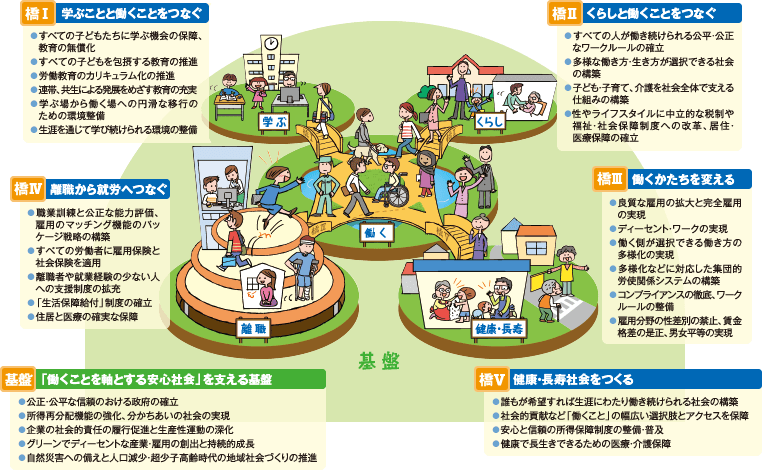 橋Ⅰ 学ぶことと働くことをつなぐ
●すべての子どもたちに学ぶ機会の保障、
教育の無償化
●すべての子どもを包摂する教育の推進
●労働教育のカリキュラム化の推進
●連帯、共生による発展をめざす教育の充実
●学ぶ場から働く場への円滑な移行の
ための環境整備
●生涯を通じて学び続けられる環境の整備
橋Ⅱ くらしと働くことをつなぐ
●すべての人が働き続けられる公平・公正
なワークルールの確立
●多様な働き方・生き方が選択できる社会
の構築
●子ども・子育て、介護を社会全体で支える
仕組みの構築
●性やライフスタイルに中立的な税制や
福祉・社会保障制度への改革、居住・
医療保障の確立
学ぶ
くらし
橋Ⅳ 離職から就労へつなぐ
●職業訓練と公正な能力評価、
雇用のマッチング機能のパッ
ケージ戦略の構築
●すべての労働者に雇用保険と
社会保険を適用
●離職者や就業経験の少ない人
への支援制度の拡充
●「生活保障給付」制度の確立
●住居と医療の確実な保障
橋Ⅲ 働くかたちを変える
●良質な雇用の拡大と完全雇用
の実現
●ディーセント・ワークの実現
●働く側が選択できる働き方の
多様化の実現
●多様化などに対応した集団的
労使関係システムの構築
●コンプライアンスの徹底、ワーク
ルールの整備
●雇用分野の性差別の禁止、賃金
格差の是正、男女平等の実現
働く
離職
健康・長寿
基盤
基盤 「働くことを軸とする安心社会」を支える基盤
●公正・公平な信頼のおける政府の確立
●所得再分配機能の強化、分かちあいの社会の実現
●企業の社会的責任の履行促進と生産性運動の深化
●グリーンでディーセントな産業・雇用の創出と持続的成長
●自然災害への備えと人口減少・超少子高齢時代の地域社会づくりの推進
橋Ⅴ 健康・長寿社会をつくる
●誰もが希望すれば生涯にわたり働き続けられる社会の構築
●社会的貢献など「働くこと」の幅広い選択肢とアクセスを保障
●安心と信頼の所得保障制度の整備・普及
●健康で長生きできるための医療・介護保障